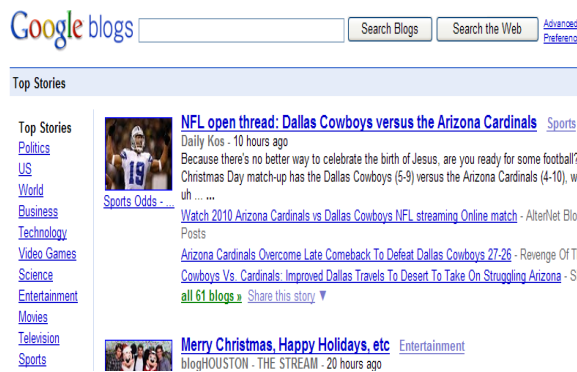 Google blogs
Search Blogs
Search the Web
Advanced
Top Stories
Top Stories
Politics
US
World
Business
Technology
Video Games
Science
Entertainment
Movies
Television
Sports
19
Sports Odds - ...
NFL open thread: Dallas Cowboys versus the Arizona Cardinals Sports
Daily Kos - 10 hours ago
Because there's no better way to celebrate the birth of Jesus, are you ready for some football?
Christmas Day match-up has the Dallas Cowboys (5-9) versus the Arizona Cardinals (4-10), w
uh ... ...
Watch 2010 Arizona Cardinals vs Dallas Cowboys NFL streaming Online match - AlterNet Blo
Posts
Arizona Cardinals Overcome Late Comeback To Defeat Dallas Cowboys 27-26 - Revenge Of T
Cowboys Vs. Cardinals: Improved Dallas Travels To Desert To Take On Struggling Arizona - S
all 61 blogs » Share this story ▼
Merry Christmas, Happy Holidays, etc Entertainment
blogHOUSTON - THE STREAM - 20 hours ago